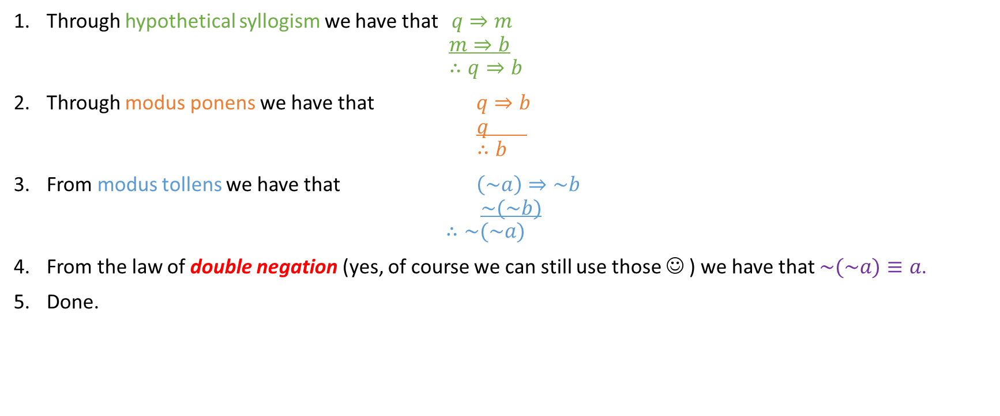 1. Through hypothetical syllogism we have that q ⇒ m
m ⇒ b
∴ q ⇒ b
2. Through modus ponens we have that q ⇒ b
q
∴ b
3. From modus tollens we have that (~a) ⇒ ~b
~(~b)
∴ ~(~a)
4. From the law of double negation (yes, of course we can still use those ☺ ) we have that ~(~a) ≡ a.
5. Done.